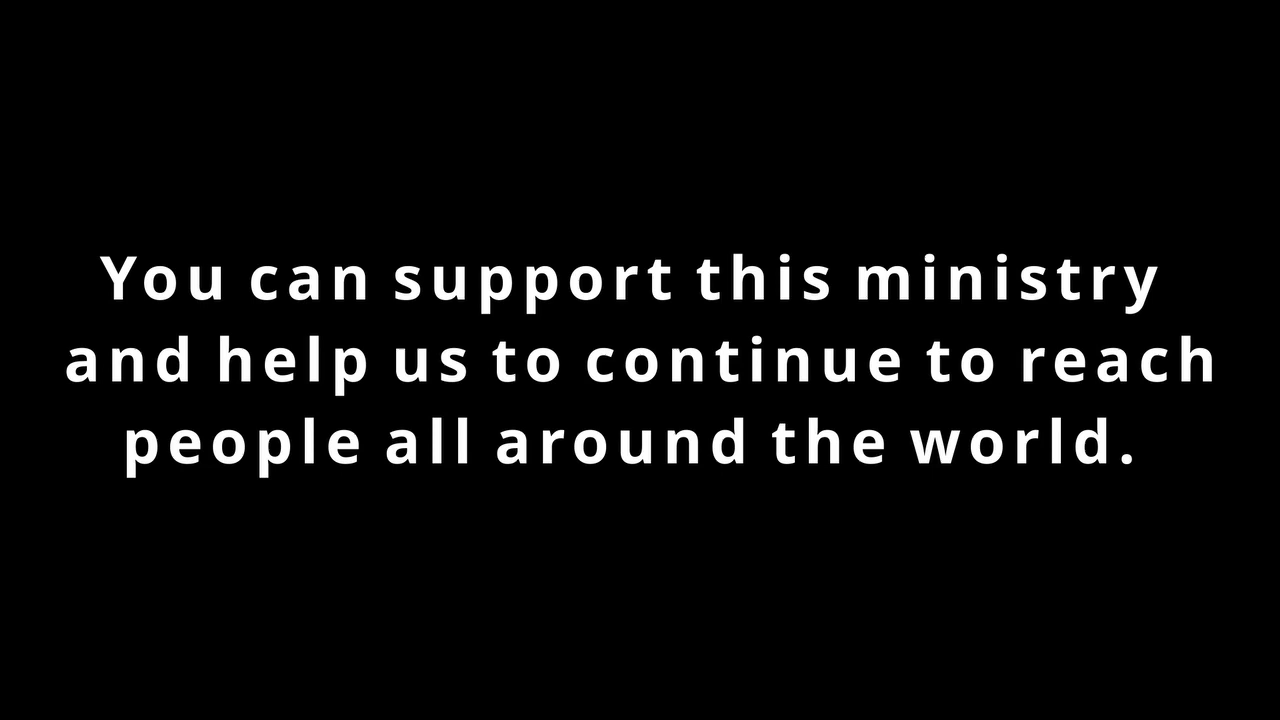 You can support this ministry
and help us to continue to reach
people all around the world.